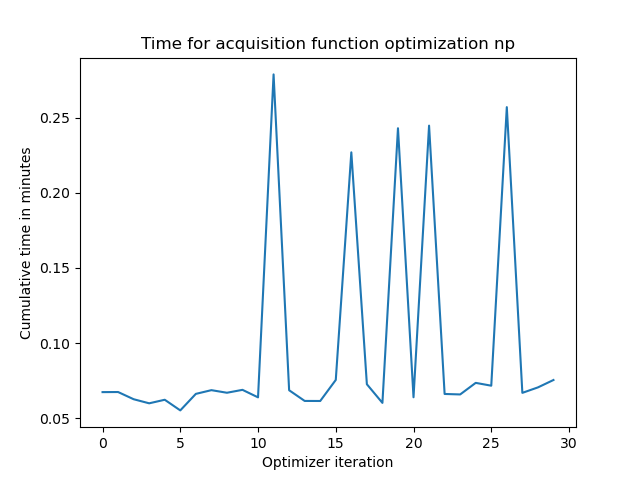 Time for acquisition function optimization np
Cumulative time in minutes
0.25
0.20
0.15
0.10
0.05
0 5 10 15 20 25 30
Optimizer iteration